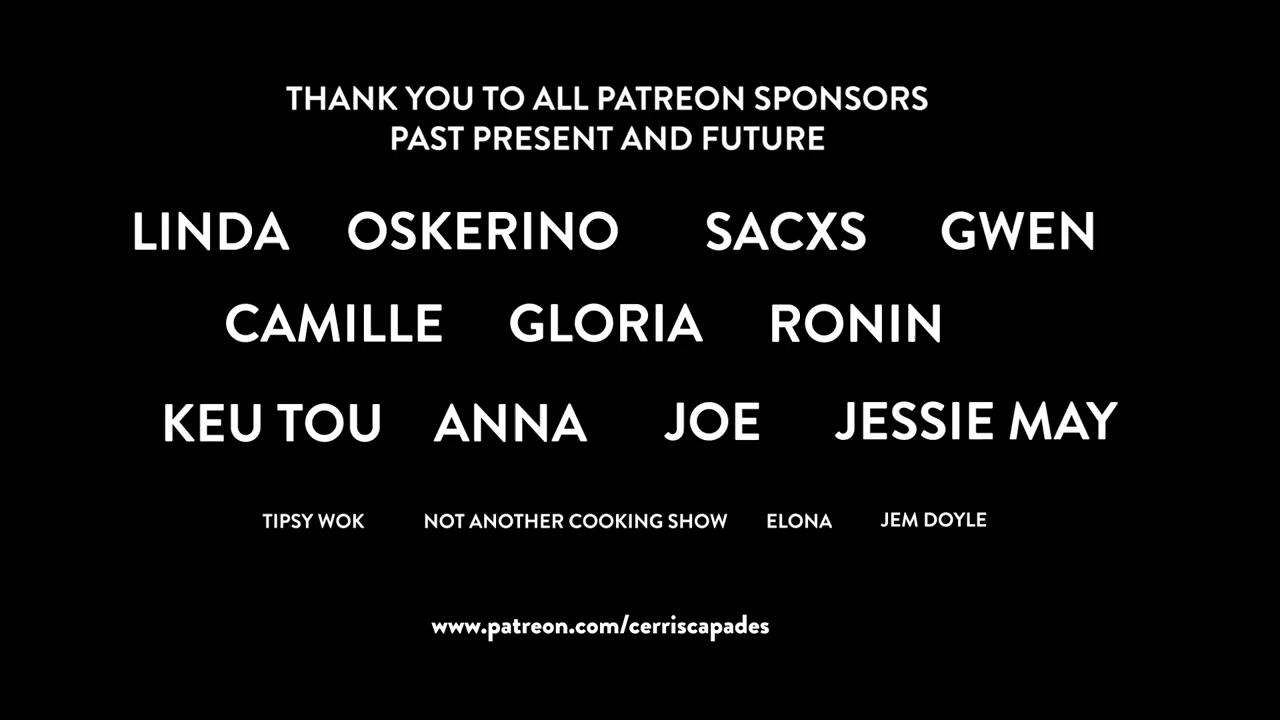 THANK YOU TO ALL PATREON SPONSORS
PAST PRESENT AND FUTURE
LINDA OSKERINO SACXS GWEN
CAMILLE GLORIA RONIN
KEU TOU ANNA JOE JESSIE MAY
TIPSY WOK NOT ANOTHER COOKING SHOW ELONA JEM DOYLE
www.patreon.com/cerriscapades